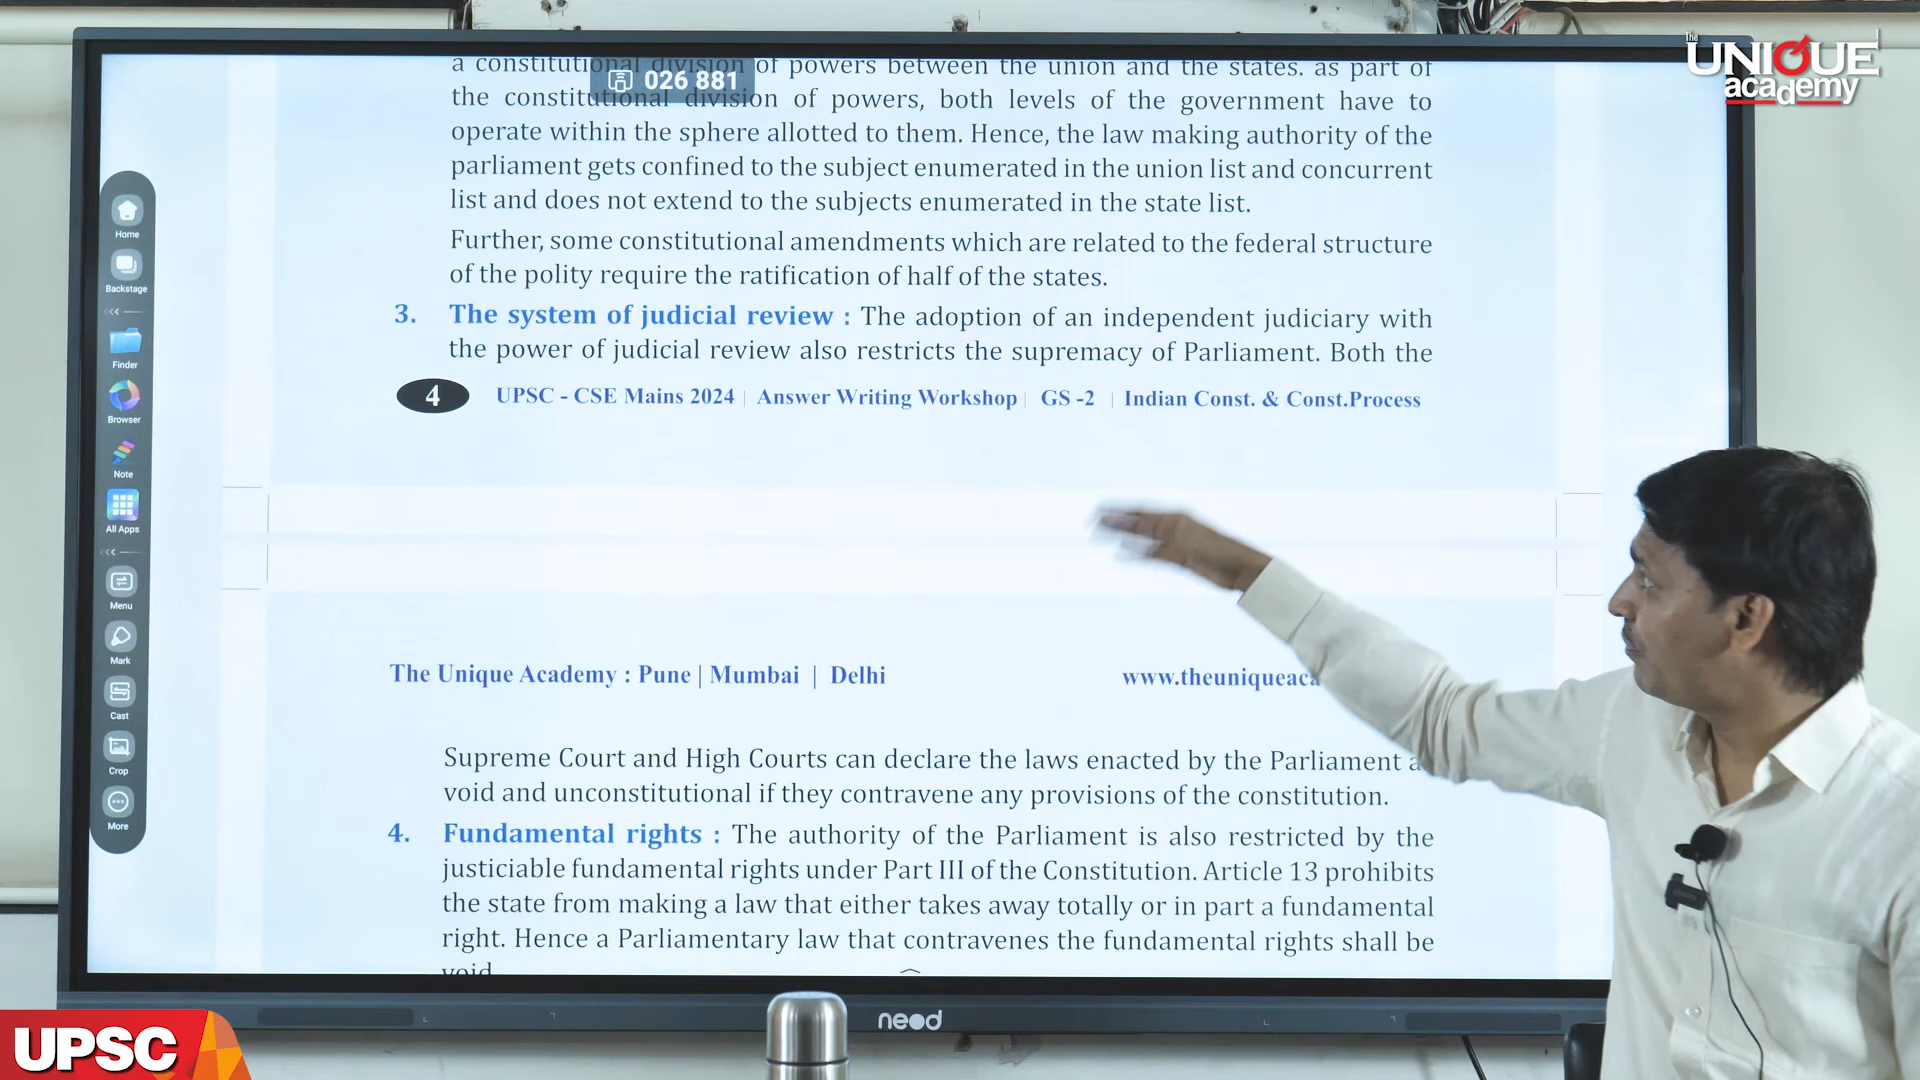 The
UNIQUE
academy
026 881
a constitutional division of powers between the union and the states. as part of
the constitutional division of powers, both levels of the government have to
operate within the sphere allotted to them. Hence, the law making authority of the
parliament gets confined to the subject enumerated in the union list and concurrent
list and does not extend to the subjects enumerated in the state list.
Further, some constitutional amendments which are related to the federal structure
of the polity require the ratification of half of the states.
3. The system of judicial review : The adoption of an independent judiciary with
the power of judicial review also restricts the supremacy of Parliament. Both the
4 UPSC - CSE Mains 2024 | Answer Writing Workshop | GS -2 | Indian Const. & Const.Process
The Unique Academy : Pune | Mumbai | Delhi www.theuniqueaca
Supreme Court and High Courts can declare the laws enacted by the Parliament
void and unconstitutional if they contravene any provisions of the constitution.
4. Fundamental rights : The authority of the Parliament is also restricted by the
justiciable fundamental rights under Part III of the Constitution. Article 13 prohibits
the state from making a law that either takes away totally or in part a fundamental
right. Hence a Parliamentary law that contravenes the fundamental rights shall be
void
Home
Backstage
Finder
Browser
Note
All Apps
Menu
Mark
Cast
Crop
More
neod
UPSC